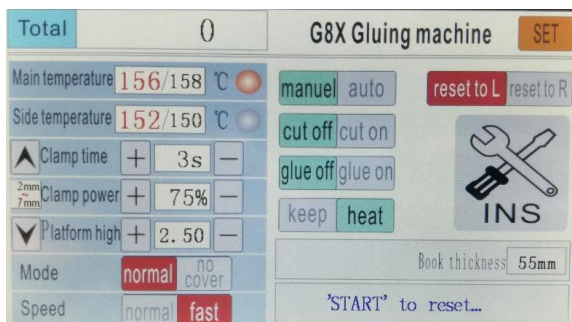 Total 0 G8X Gluing machine SET
Main temperature 156/158 ℃
Side temperature 152/150 ℃
Clamp time + 3s −
2mm~7mm Clamp power + 75% −
Platform high + 2.50 −
Mode normal no cover
Speed normal fast
manuel auto
cut off cut on
glue off glue on
keep heat
reset to L reset to R
INS
Book thickness 55mm
'START' to reset...